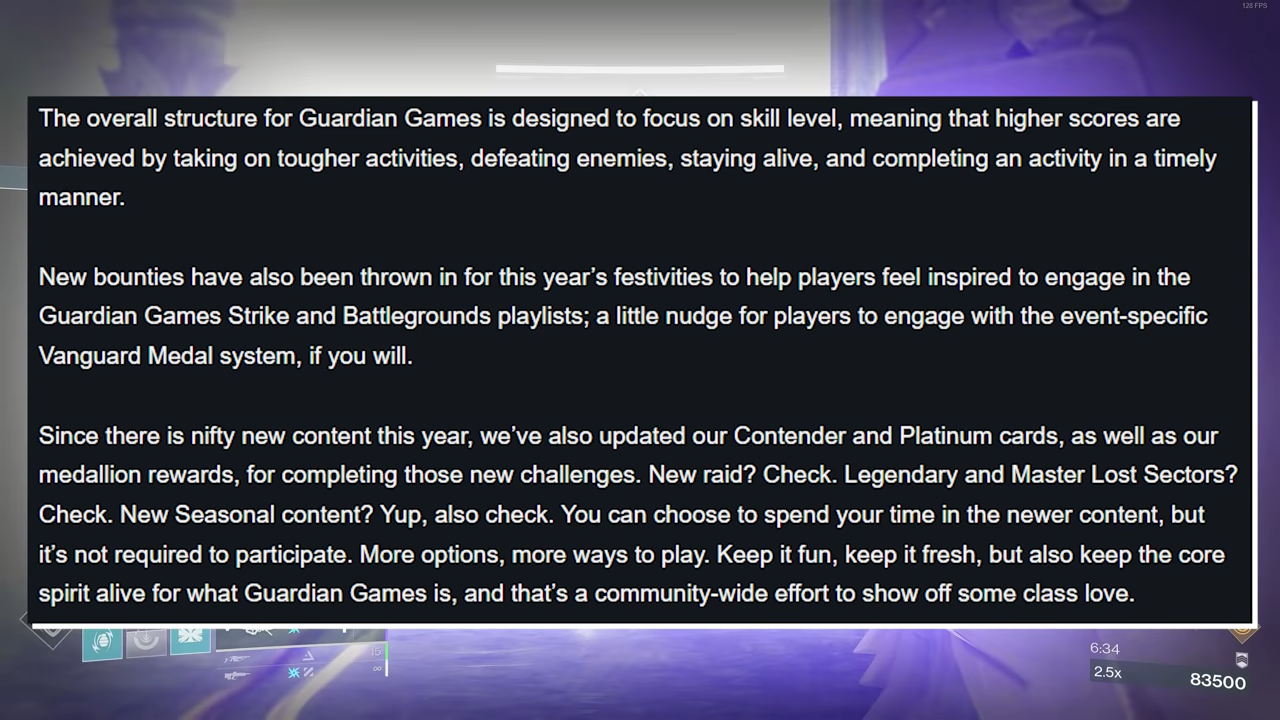 128 FPS
The overall structure for Guardian Games is designed to focus on skill level, meaning that higher scores are
achieved by taking on tougher activities, defeating enemies, staying alive, and completing an activity in a timely
manner.
New bounties have also been thrown in for this year’s festivities to help players feel inspired to engage in the
Guardian Games Strike and Battlegrounds playlists; a little nudge for players to engage with the event-specific
Vanguard Medal system, if you will.
Since there is nifty new content this year, we’ve also updated our Contender and Platinum cards, as well as our
medallion rewards, for completing those new challenges. New raid? Check. Legendary and Master Lost Sectors?
Check. New Seasonal content? Yup, also check. You can choose to spend your time in the newer content, but
it’s not required to participate. More options, more ways to play. Keep it fun, keep it fresh, but also keep the core
spirit alive for what Guardian Games is, and that’s a community-wide effort to show off some class love.
6:34
2.5x
83500